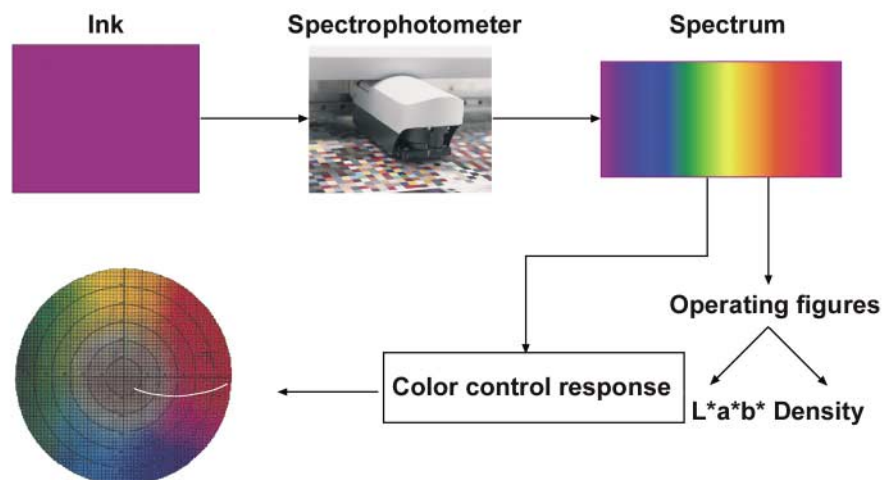 Ink
Spectrophotometer
Spectrum
Operating figures
Color control response
L*a*b* Density